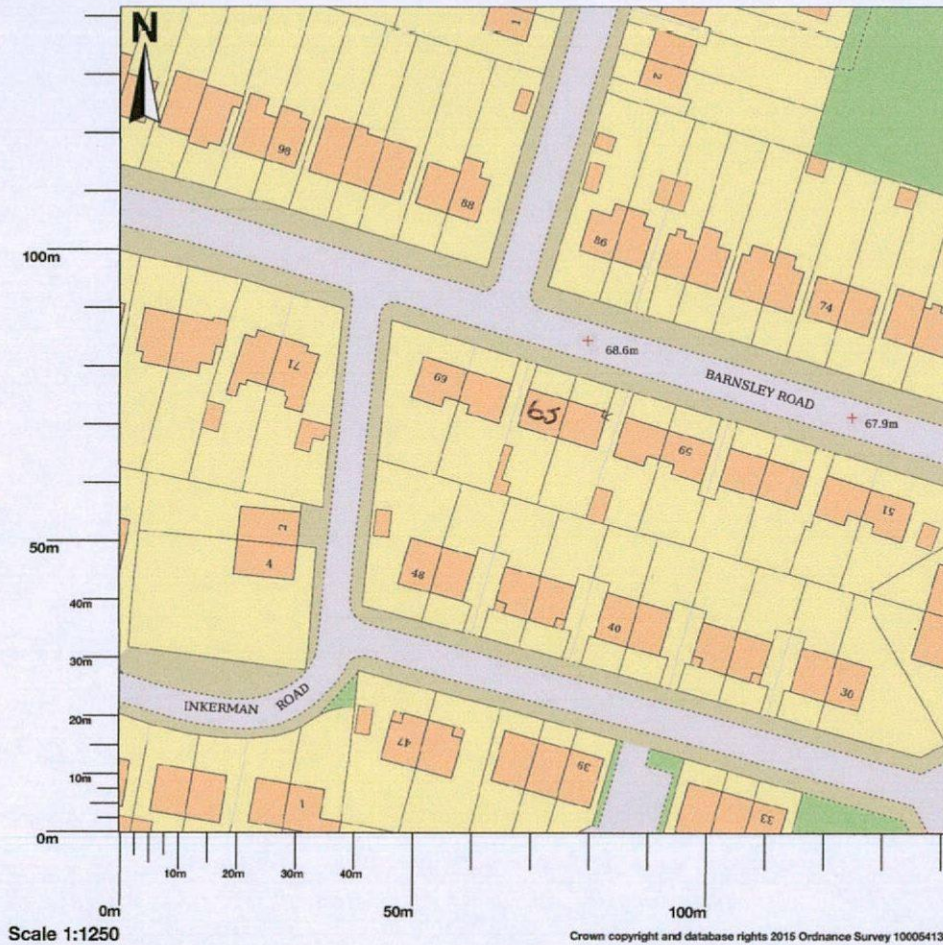 N
1
2
96
88
86
100m
74
68.6m
BARNSLEY ROAD
71
69
65
67.9m
59
51
2
50m
4
48
40m
40
30m
30
INKERMAN ROAD
20m
47
39
10m
1
33
0m
10m 20m 30m 40m
0m 50m 100m
Scale 1:1250
Crown copyright and database rights 2015 Ordnance Survey 10006413